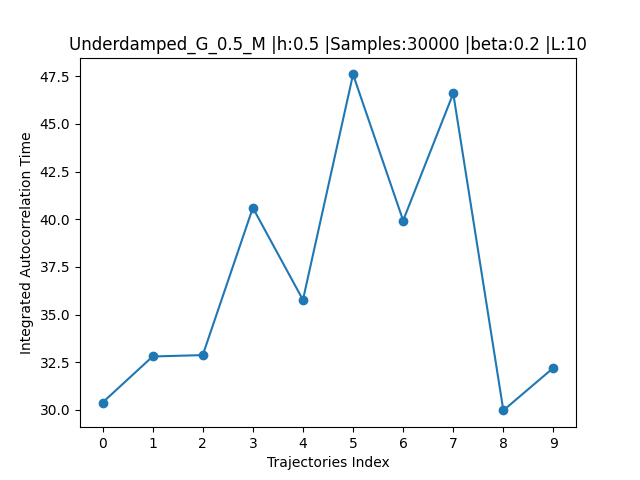 Underdamped_G_0.5_M |h:0.5 |Samples:30000 |beta:0.2 |L:10
47.5
45.0
42.5
40.0
37.5
35.0
32.5
30.0
Integrated Autocorrelation Time
0 1 2 3 4 5 6 7 8 9
Trajectories Index